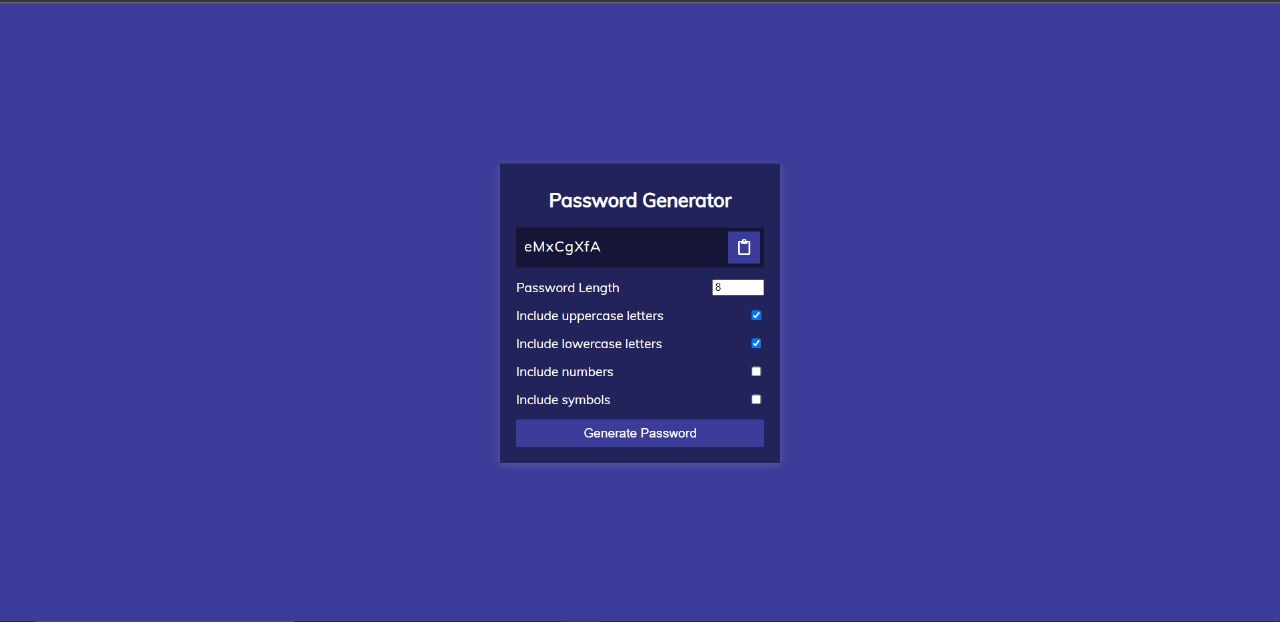 Password Generator
eMxCgXfA
Password Length 8
Include uppercase letters
Include lowercase letters
Include numbers
Include symbols
Generate Password